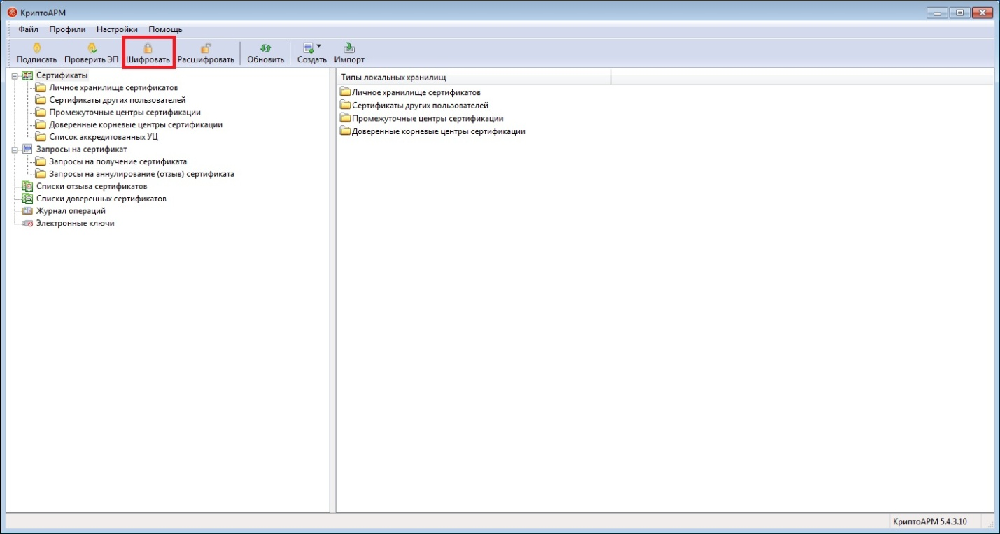 КриптоАРМ
Файл Профили Настройки Помощь
Подписать Проверить ЭП Шифровать Расшифровать Обновить Создать Импорт
Сертификаты
Личное хранилище сертификатов
Сертификаты других пользователей
Промежуточные центры сертификации
Доверенные корневые центры сертификации
Список аккредитованных УЦ
Запросы на сертификат
Запросы на получение сертификата
Запросы на аннулирование (отзыв) сертификата
Списки отзыва сертификатов
Списки доверенных сертификатов
Журнал операций
Электронные ключи
Типы локальных хранилищ
Личное хранилище сертификатов
Сертификаты других пользователей
Промежуточные центры сертификации
Доверенные корневые центры сертификации
КриптоАРМ 5.4.3.10